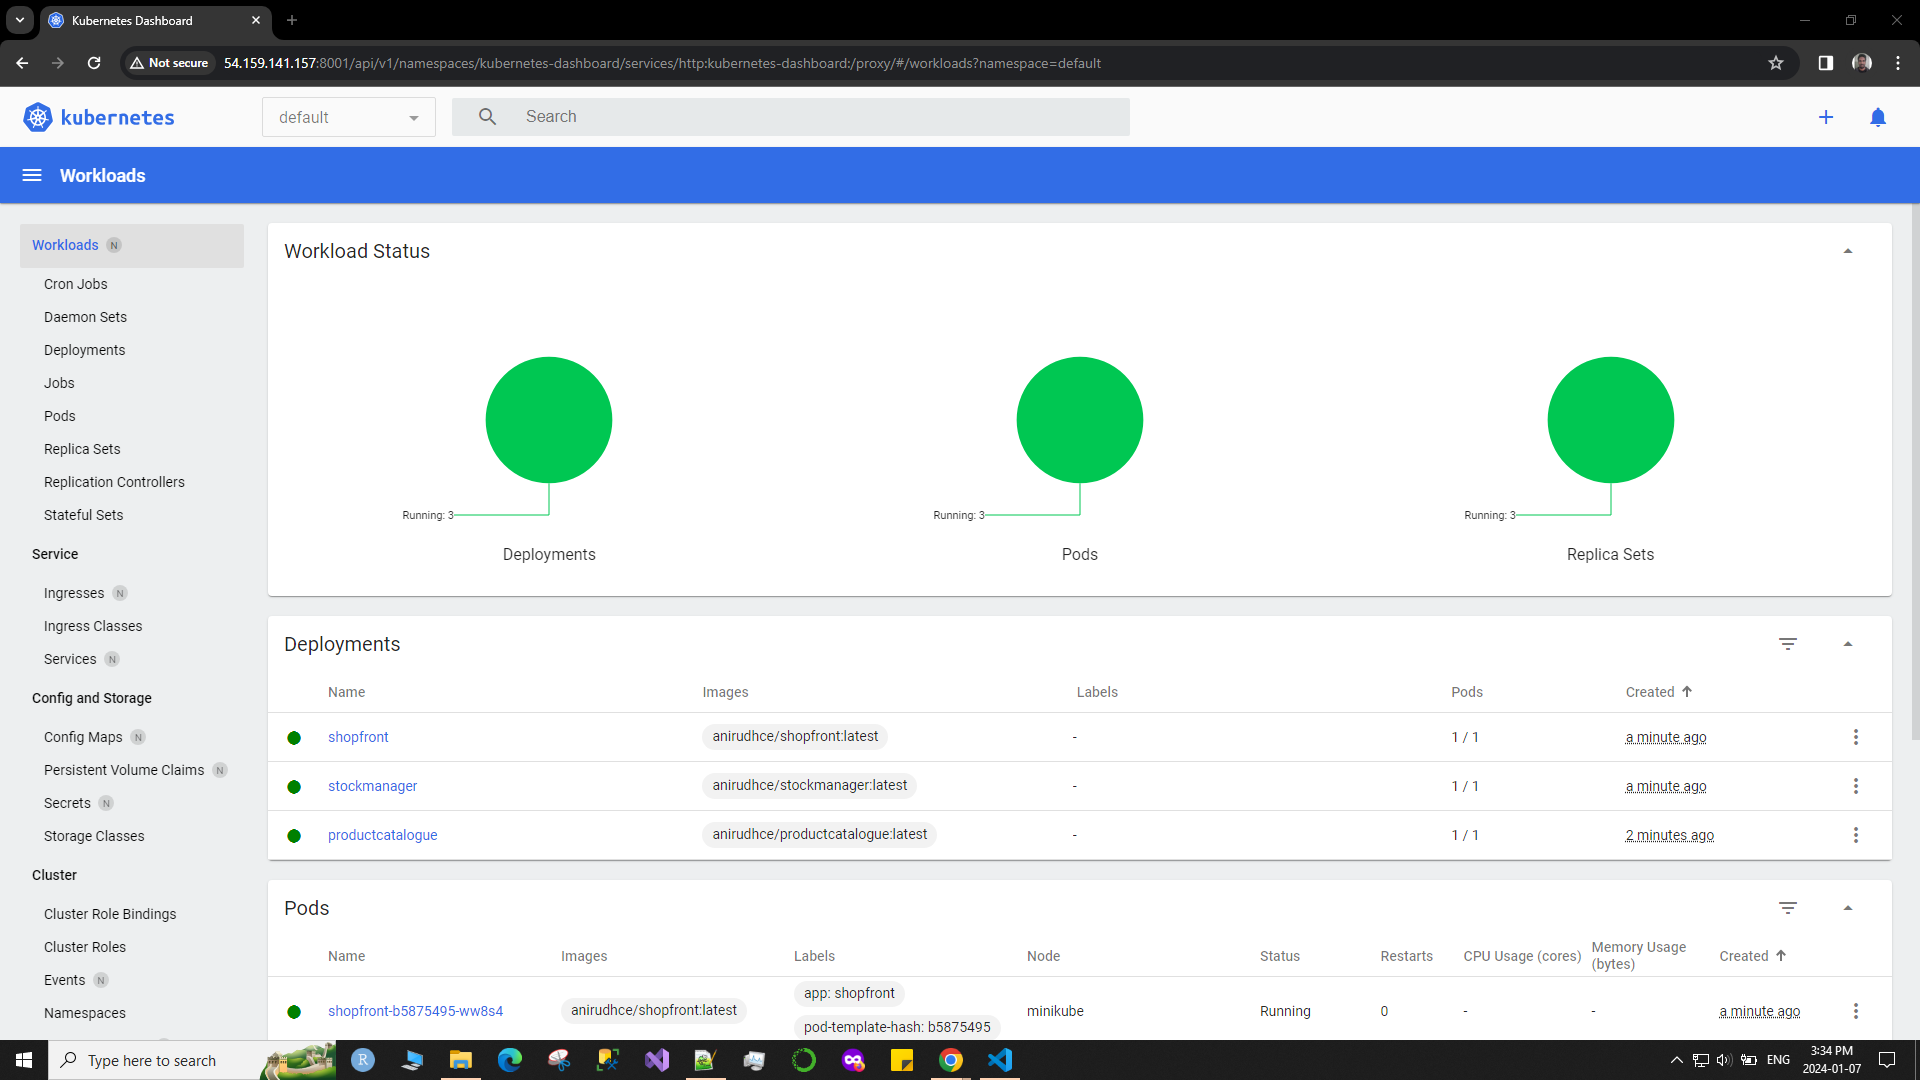 Kubernetes Dashboard
Not secure 54.159.141.157:8001/api/v1/namespaces/kubernetes-dashboard/services/http:kubernetes-dashboard:/proxy/#/workloads?namespace=default
kubernetes default Search
Workloads
Workloads N
Cron Jobs
Daemon Sets
Deployments
Jobs
Pods
Replica Sets
Replication Controllers
Stateful Sets
Service
Ingresses N
Ingress Classes
Services N
Config and Storage
Config Maps N
Persistent Volume Claims N
Secrets N
Storage Classes
Cluster
Cluster Role Bindings
Cluster Roles
Events N
Namespaces
Workload Status
Running: 3 Running: 3 Running: 3
Deployments Pods Replica Sets
Deployments
Name Images Labels Pods Created
shopfront anirudhce/shopfront:latest - 1 / 1 a minute ago
stockmanager anirudhce/stockmanager:latest - 1 / 1 a minute ago
productcatalogue anirudhce/productcatalogue:latest - 1 / 1 2 minutes ago
Pods
Name Images Labels Node Status Restarts CPU Usage (cores) Memory Usage (bytes) Created
app: shopfront
shopfront-b5875495-ww8s4 anirudhce/shopfront:latest minikube Running 0 - - a minute ago
pod-template-hash: b5875495
Type here to search
R
ENG
3:34 PM
2024-01-07